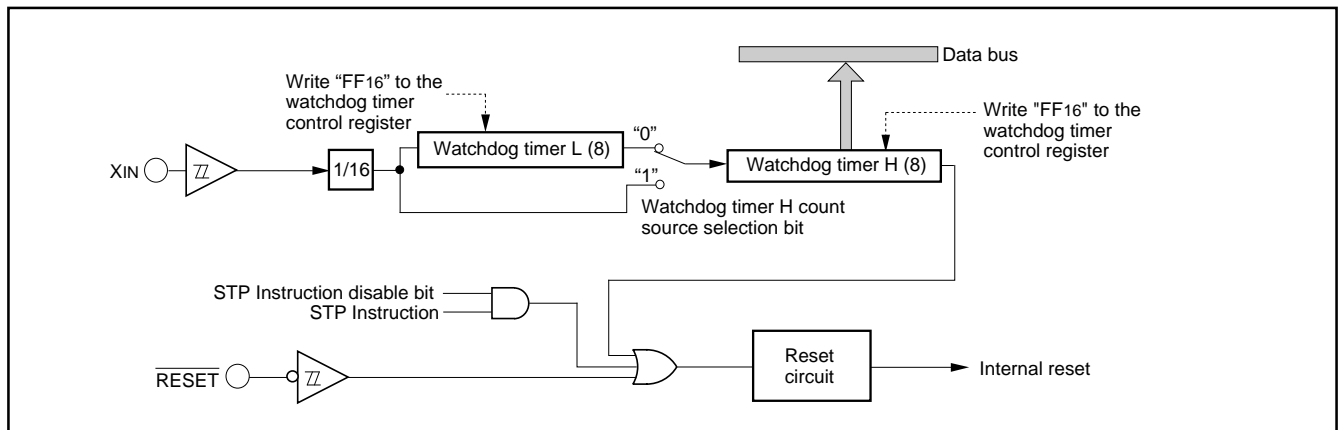 Data bus
Write “FF16” to the
watchdog timer
control register
Write "FF16" to the
watchdog timer
control register
“0”
Watchdog timer L (8)
Watchdog timer H (8)
XIN
1/16
“1”
Watchdog timer H count
source selection bit
STP Instruction disable bit
STP Instruction
Reset
circuit
Internal reset
RESET